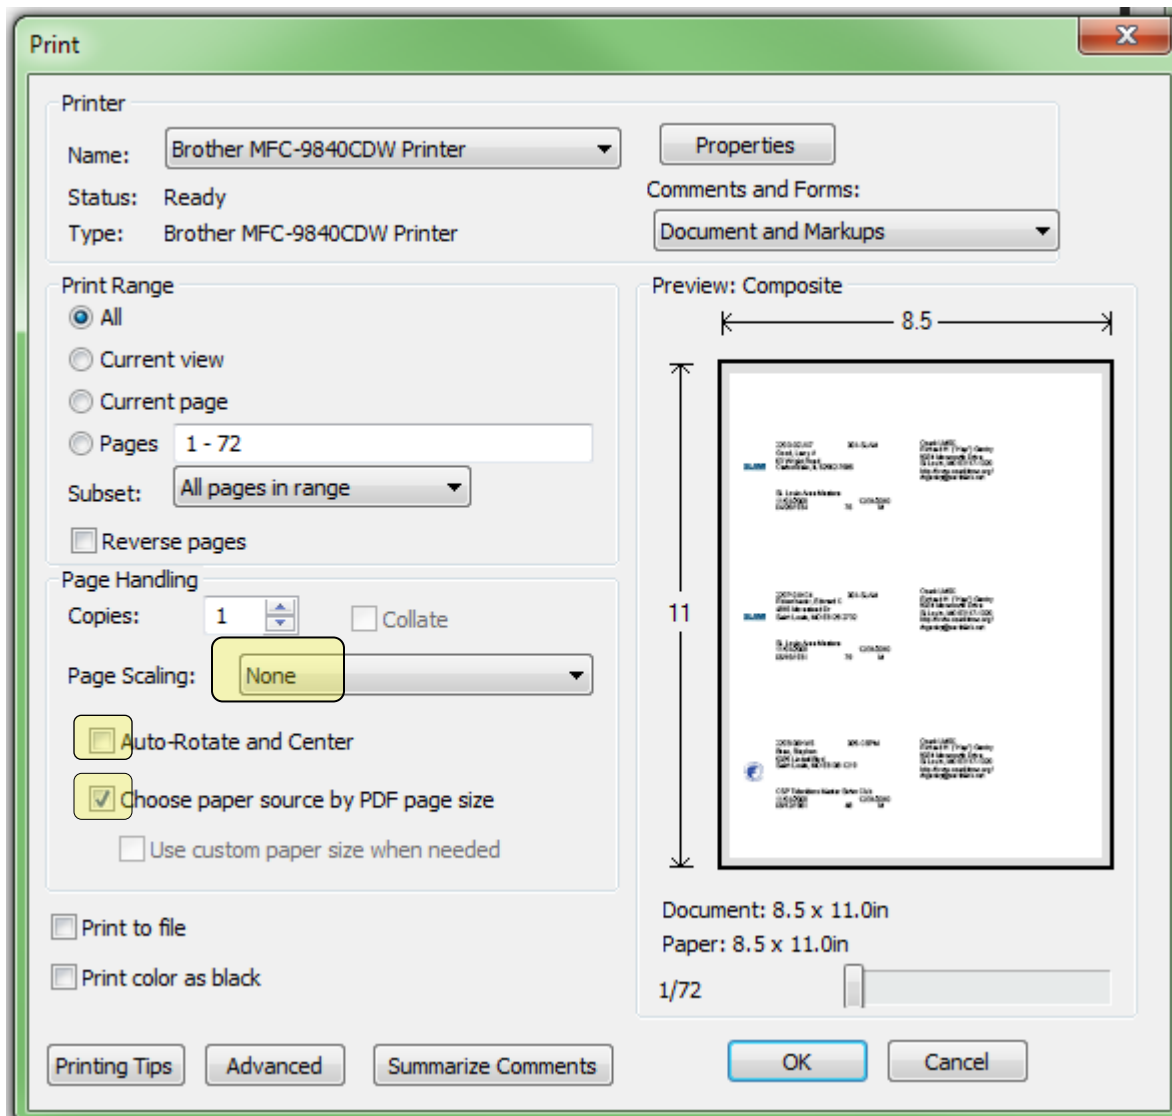 Print
Printer
Name: Brother MFC-9840CDW Printer
Properties
Status: Ready
Comments and Forms:
Type: Brother MFC-9840CDW Printer
Document and Markups
Print Range
All
Current view
Current page
Pages 1 - 72
Subset: All pages in range
Reverse pages
Page Handling
Copies: 1
Collate
Page Scaling: None
Auto-Rotate and Center
Choose paper source by PDF page size
Use custom paper size when needed
Print to file
Print color as black
Preview: Composite
8.5
11
Document: 8.5 x 11.0in
Paper: 8.5 x 11.0in
1/72
Printing Tips
Advanced
Summarize Comments
OK
Cancel